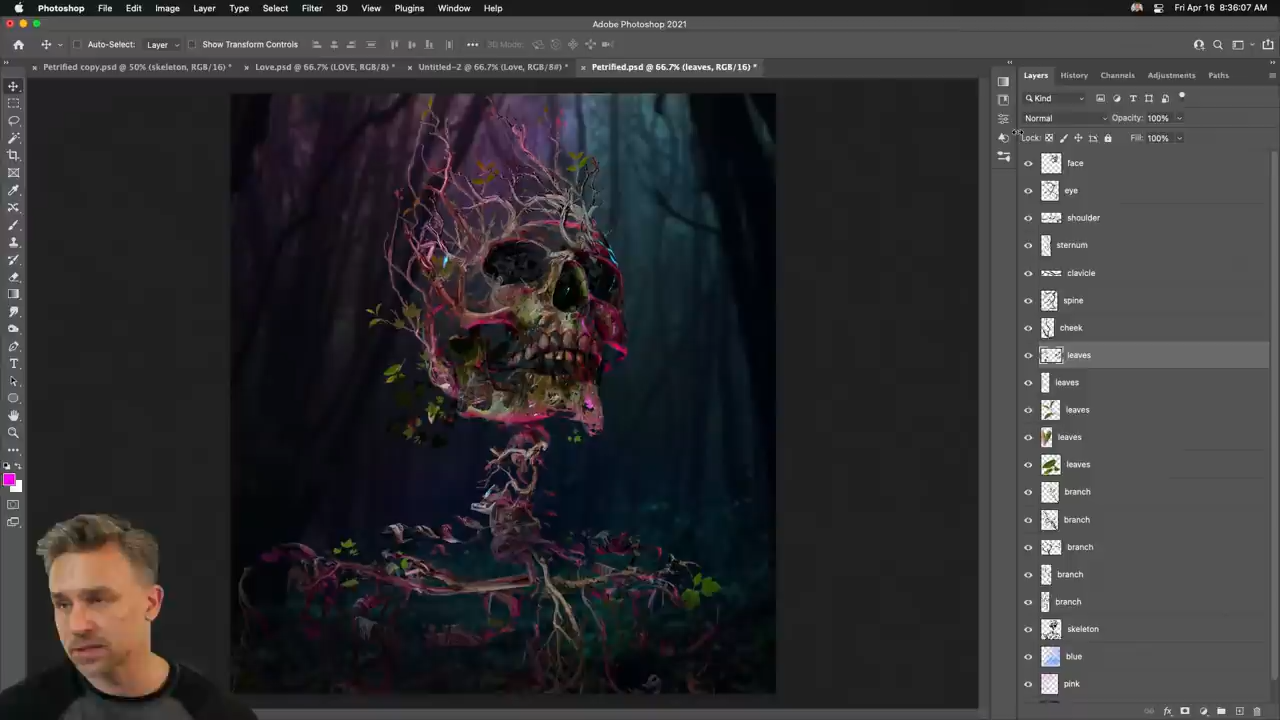 Photoshop File Edit Image Layer Type Select Filter 3D View Plugins Window Help Fri Apr 16 8:36:07 AM
Adobe Photoshop 2021
Auto-Select: Layer Show Transform Controls 3D Mode:
Petrified copy.psd @ 50% (skeleton, RGB/16) * Love.psd @ 66.7% (LOVE, RGB/8) * Untitled-2 @ 66.7% (Love, RGB/8#) * Petrified.psd @ 66.7% (leaves, RGB/16) *
Layers History Channels Adjustments Paths
Kind
Normal Opacity: 100%
Lock: Fill: 100%
face
eye
shoulder
sternum
clavicle
spine
cheek
leaves
leaves
leaves
leaves
leaves
branch
branch
branch
branch
branch
skeleton
blue
pink